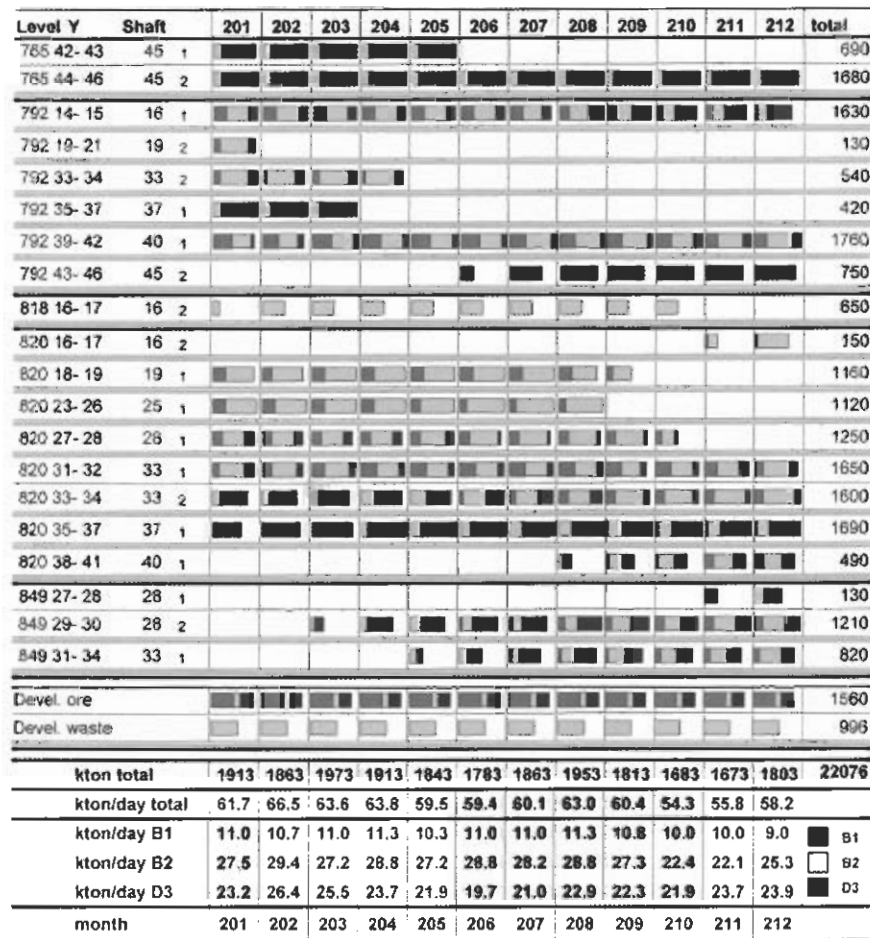 Level Y Shaft 201 202 203 204 205 206 207 208 209 210 211 212 total
765 42-43 45 1 690
765 44-46 45 2 1680
792 14-15 16 1 1630
792 19-21 19 2 130
792 33-34 33 2 540
792 35-37 37 1 420
792 39-42 40 1 1760
792 43-46 45 2 750
818 16-17 16 2 650
820 16-17 16 2 150
820 18-19 19 1 1160
820 23-26 25 1 1120
820 27-28 28 1 1250
820 31-32 33 1 1650
820 33-34 33 2 1600
820 35-37 37 1 1690
820 38-41 40 1 490
849 27-28 28 1 130
849 29-30 28 2 1210
849 31-34 33 1 820
Devel. ore 1560
Devel. waste 996
kton total 1913 1863 1973 1913 1843 1783 1863 1953 1813 1683 1673 1803 22076
kton/day total 61.7 66.5 63.6 63.8 59.5 59.4 60.1 63.0 60.4 54.3 55.8 58.2
kton/day B1 11.0 10.7 11.0 11.3 10.3 11.0 11.0 11.3 10.8 10.0 10.0 9.0 B1
kton/day B2 27.5 29.4 27.2 28.8 27.2 28.8 28.2 28.8 27.3 22.4 22.1 25.3 B2
kton/day D3 23.2 26.4 25.5 23.7 21.9 19.7 21.0 22.9 22.3 21.9 23.7 23.9 D3
month 201 202 203 204 205 206 207 208 209 210 211 212